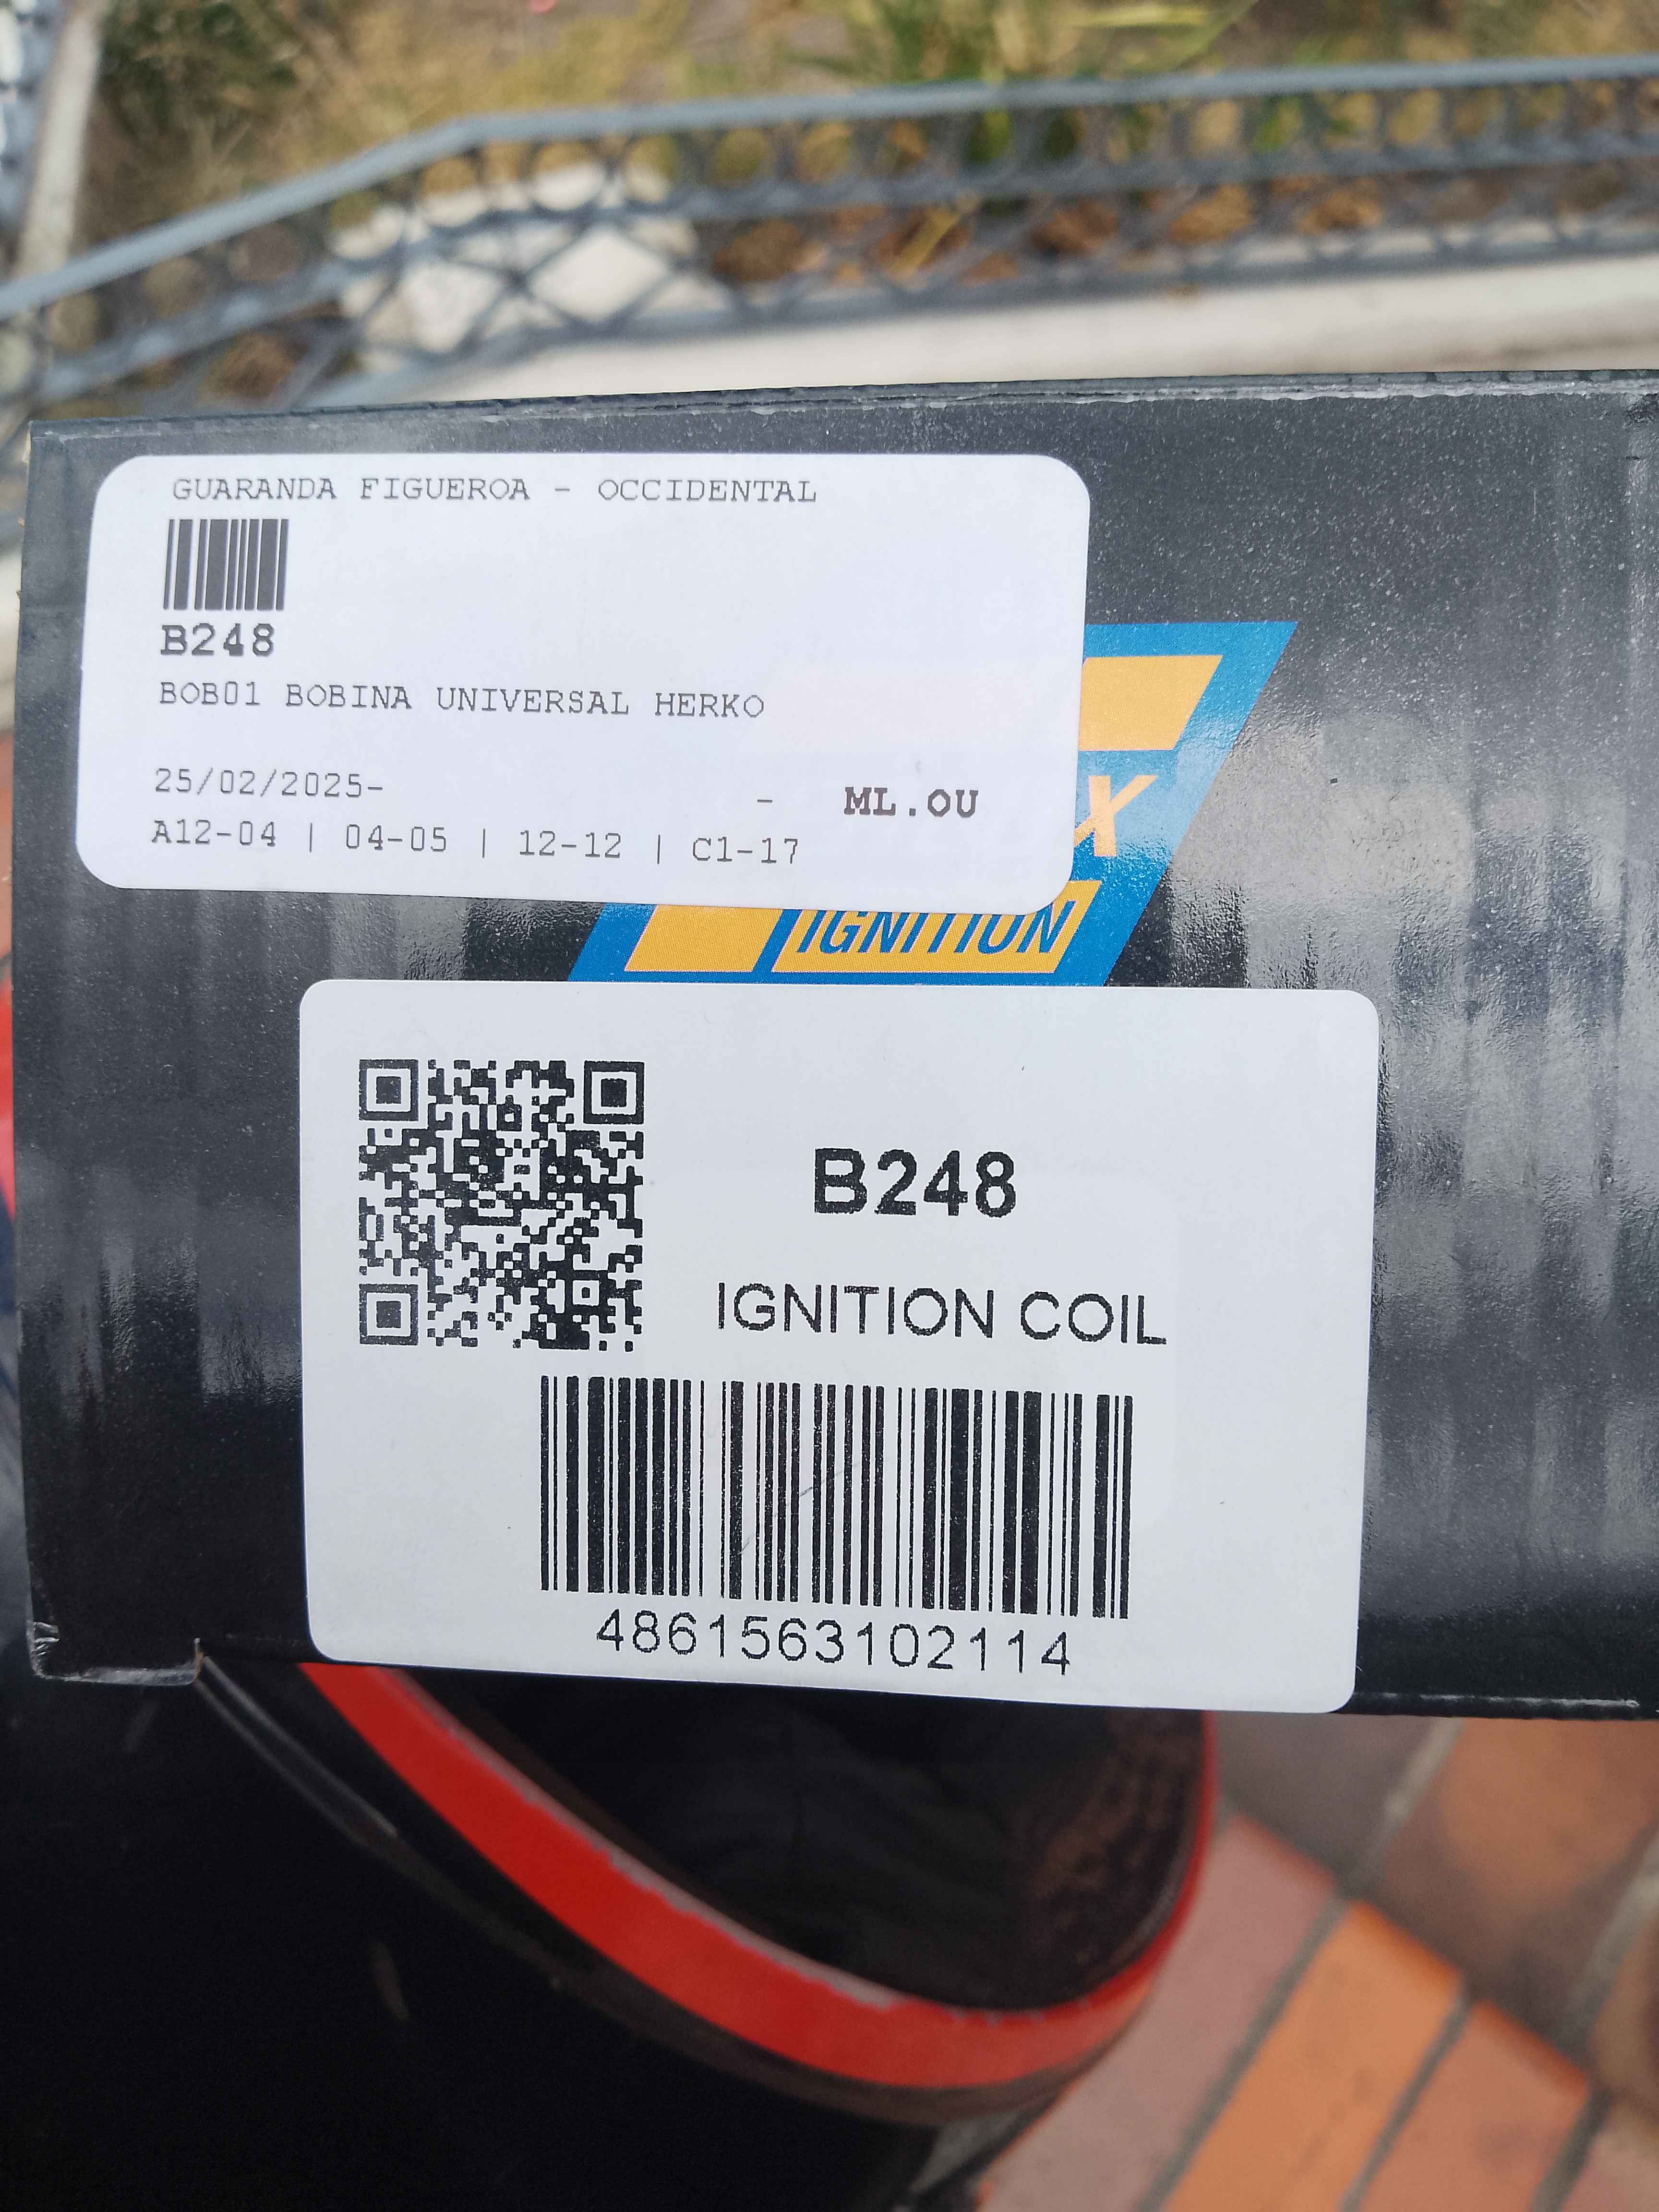 GUARANDA FIGUEROA - OCCIDENTAL
B248
BOB01 BOBINA UNIVERSAL HERKO
25/02/2025- - ML.OU
A12-04 | 04-05 | 12-12 | C1-17
X
IGNITION
B248
IGNITION COIL
4861563102114